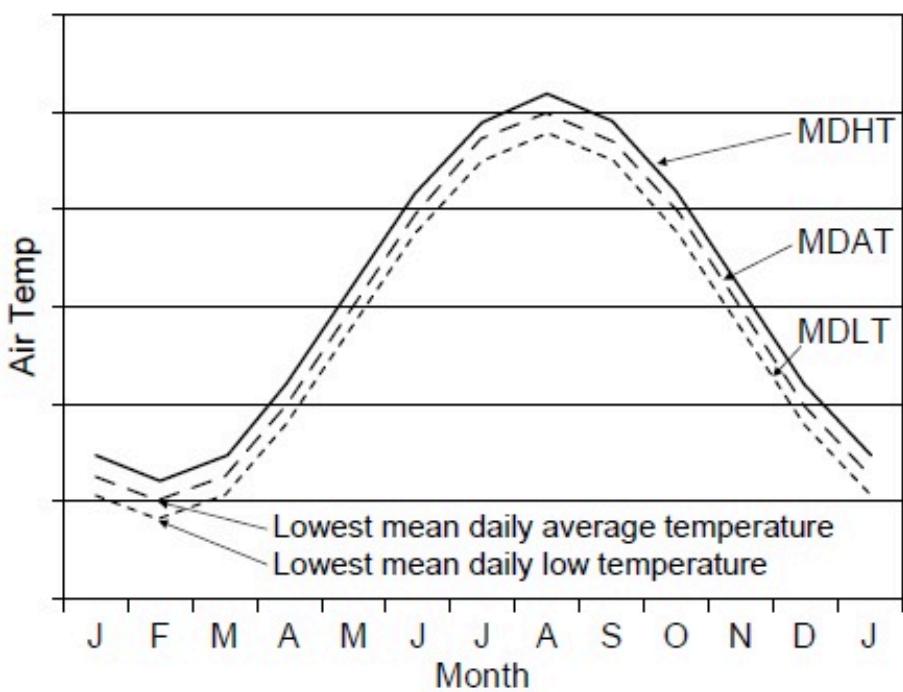 MDHT
MDAT
MDLT
Air Temp
Lowest mean daily average temperature
Lowest mean daily low temperature
J F M A M J J A S O N D J
Month